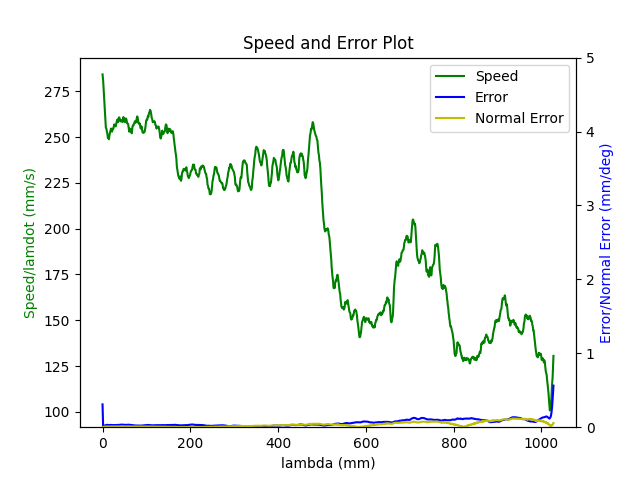 Speed and Error Plot
Speed
Error
Normal Error
Speed/lamdot (mm/s)
275
250
225
200
175
150
125
100
5
4
3
2
1
0
Error/Normal Error (mm/deg)
0 200 400 600 800 1000
lambda (mm)